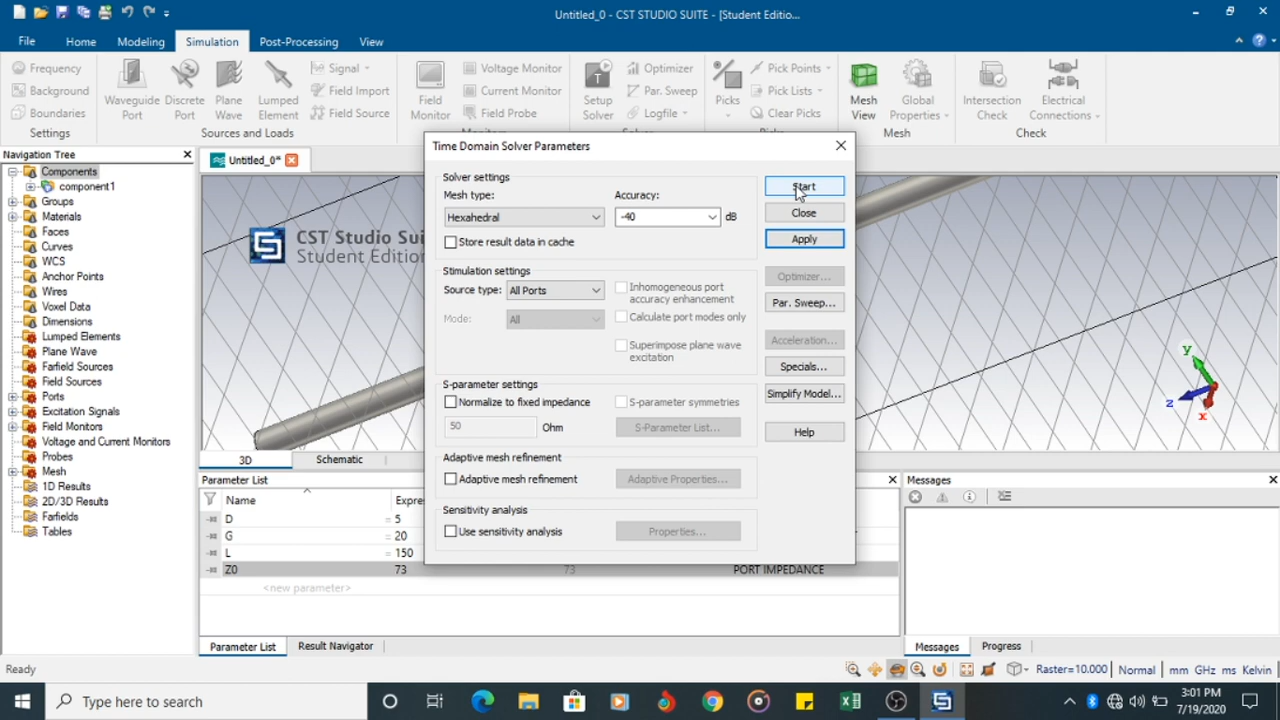 Untitled_0 - CST STUDIO SUITE - [Student Editio...
File Home Modeling Simulation Post-Processing View
Frequency
Background
Boundaries
Settings
Waveguide Port
Discrete Port
Plane Wave
Lumped Element
Signal
Field Import
Field Source
Sources and Loads
Field Monitor
Voltage Monitor
Current Monitor
Field Probe
Setup Solver
Optimizer
Par. Sweep
Logfile
Picks
Pick Points
Pick Lists
Clear Picks
Mesh View
Global Properties
Mesh
Intersection Check
Electrical Connections
Check
Navigation Tree
Components
component1
Groups
Materials
Faces
Curves
WCS
Anchor Points
Wires
Voxel Data
Dimensions
Lumped Elements
Plane Wave
Farfield Sources
Field Sources
Ports
Excitation Signals
Field Monitors
Voltage and Current Monitors
Probes
Mesh
1D Results
2D/3D Results
Farfields
Tables
Untitled_0*
CST Studio Sui
Student Edition
Time Domain Solver Parameters
Solver settings
Mesh type: Accuracy:
Hexahedral -40 dB
Store result data in cache
Stimulation settings
Source type: All Ports
Mode: All
Inhomogeneous port accuracy enhancement
Calculate port modes only
Superimpose plane wave excitation
S-parameter settings
Normalize to fixed impedance
S-parameter symmetries
50 Ohm
S-Parameter List...
Adaptive mesh refinement
Adaptive mesh refinement
Adaptive Properties...
Sensitivity analysis
Use sensitivity analysis
Properties...
Start
Close
Apply
Optimizer...
Par. Sweep...
Acceleration...
Specials...
Simplify Model...
Help
y
z
x
3D Schematic
Parameter List
Name Expre
D = 5
G = 20
L = 150
Z0 73 73 PORT IMPEDANCE
<new parameter>
Parameter List Result Navigator
Messages
Messages Progress
Ready
Raster=10.000 Normal mm GHz ns Kelvin
Type here to search
3:01 PM
7/19/2020